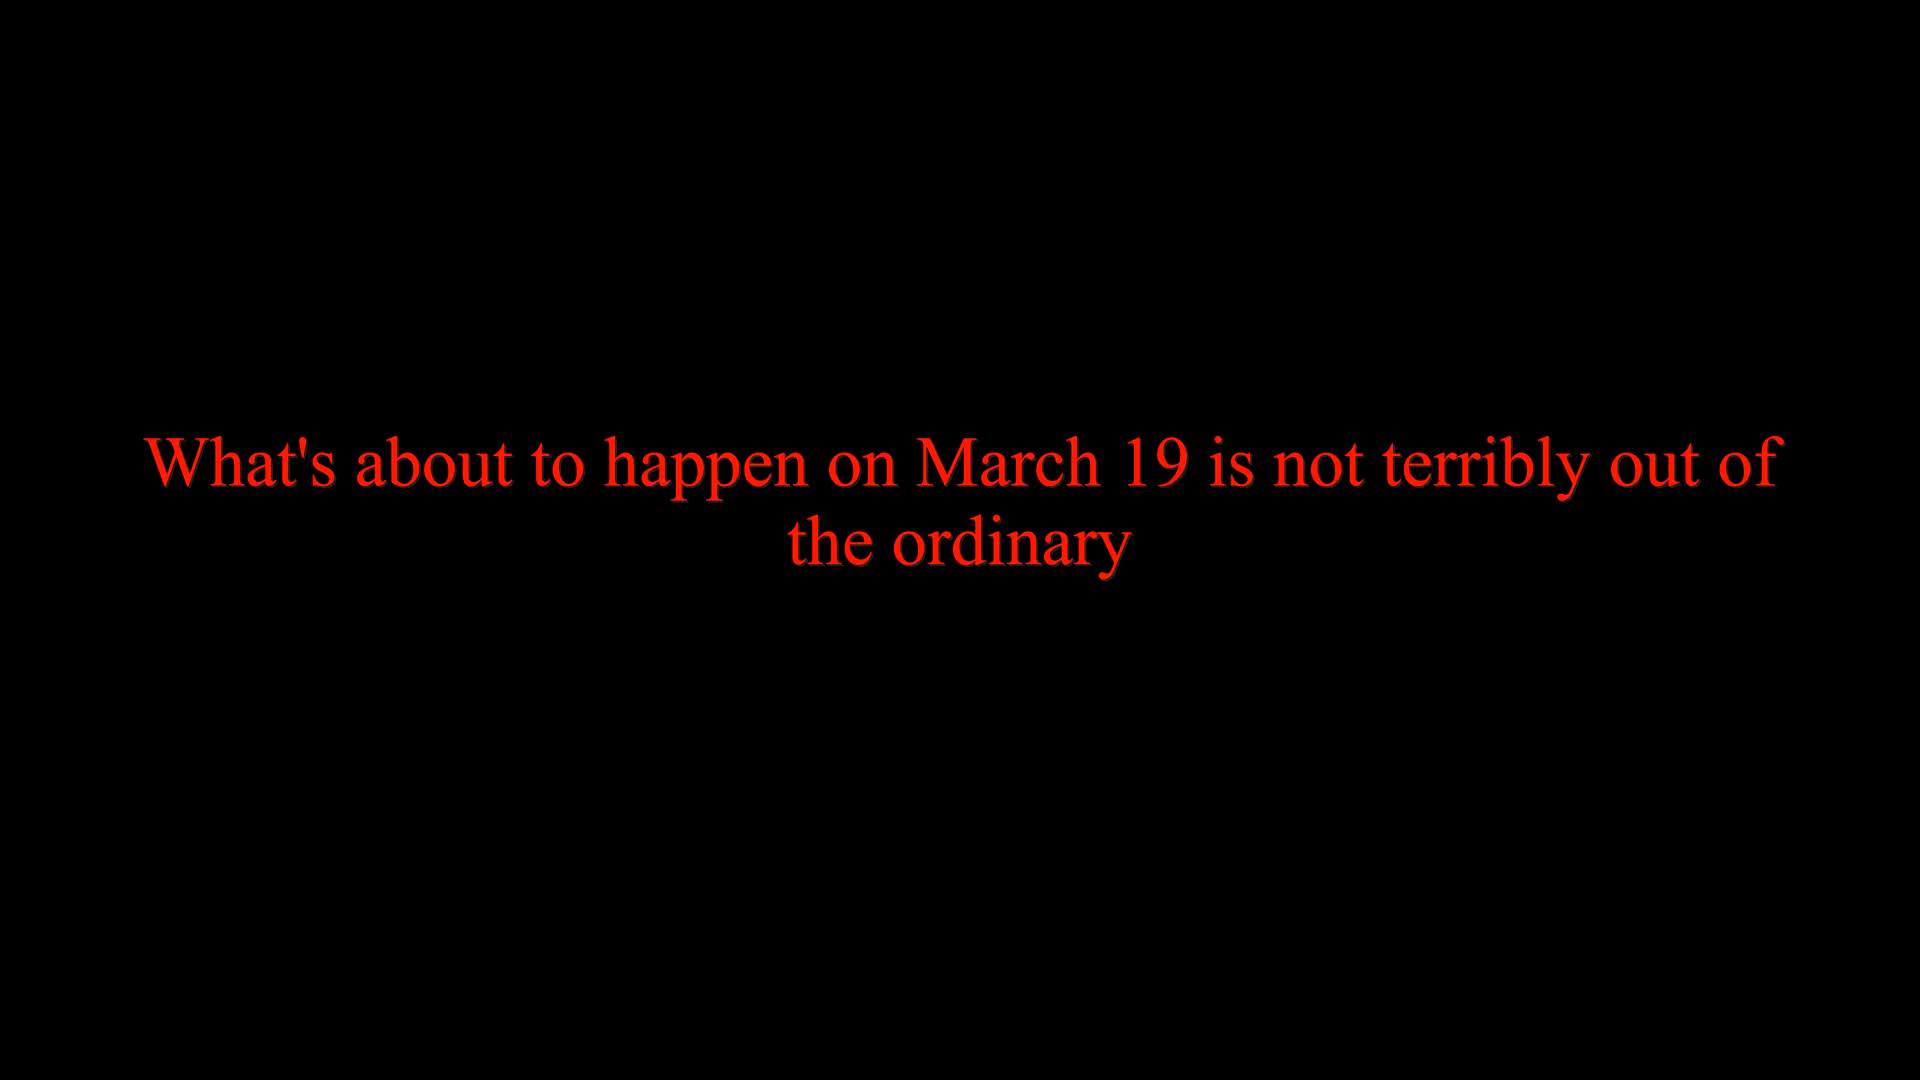 What's about to happen on March 19 is not terribly out of
the ordinary